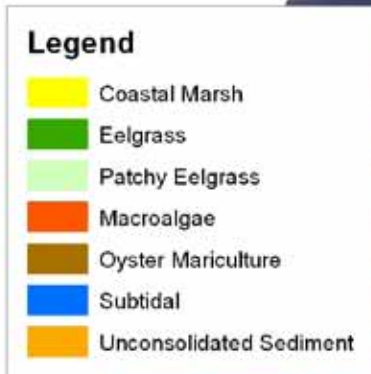 Legend
Coastal Marsh
Eelgrass
Patchy Eelgrass
Macroalgae
Oyster Mariculture
Subtidal
Unconsolidated Sediment